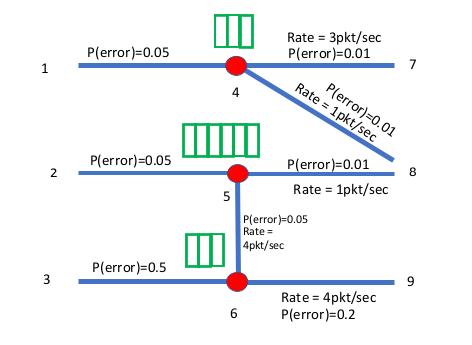 Rate = 3pkt/sec
P(error)=0.05
P(error)=0.01
1
7
4
P(error)=0.01
Rate = 1pkt/sec
P(error)=0.05
P(error)=0.01
2
8
Rate = 1pkt/sec
5
P(error)=0.05
Rate =
4pkt/sec
P(error)=0.5
3
9
Rate = 4pkt/sec
6
P(error)=0.2